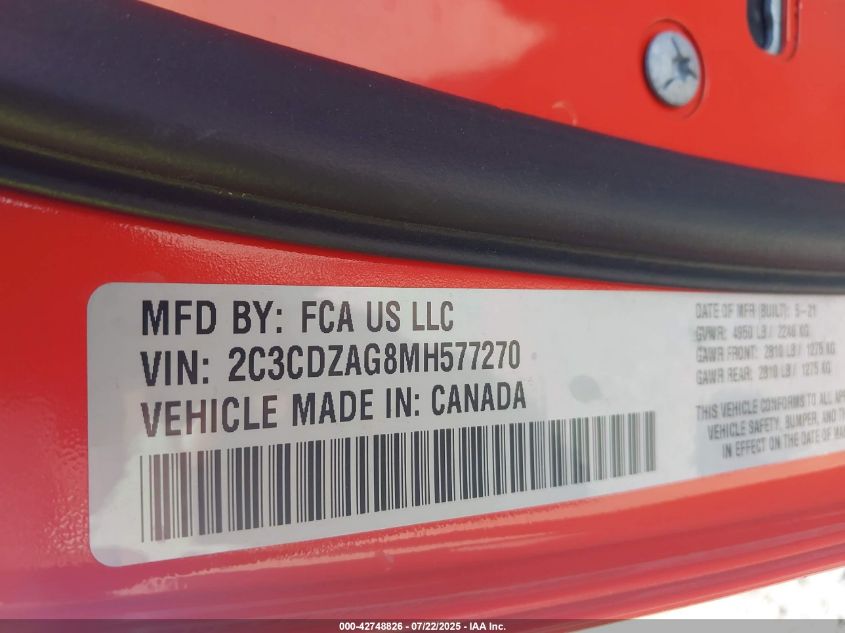 MFD BY: FCA US LLC
VIN: 2C3CDZAG8MH577270
VEHICLE MADE IN: CANADA
DATE OF MFR (BUILT): 5-21
GVWR: 4950 LB / 2246 KG
GAWR FRONT: 2810 LB / 1275 KG
GAWR REAR: 2810 LB / 1275 KG
THIS VEHICLE CONFORMS TO ALL
VEHICLE SAFETY, BUMPER, AND
IN EFFECT ON THE DATE OF
000-42748826 - 07/22/2025 - IAA Inc.